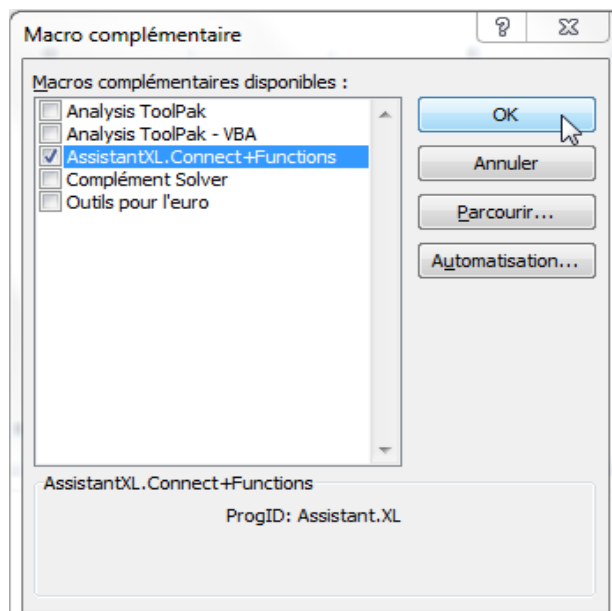 Macro complémentaire
Macros complémentaires disponibles :
Analysis ToolPak
Analysis ToolPak - VBA
AssistantXL.Connect+Functions
Complément Solver
Outils pour l'euro
OK
Annuler
Parcourir...
Automatisation...
AssistantXL.Connect+Functions
ProgID: Assistant.XL